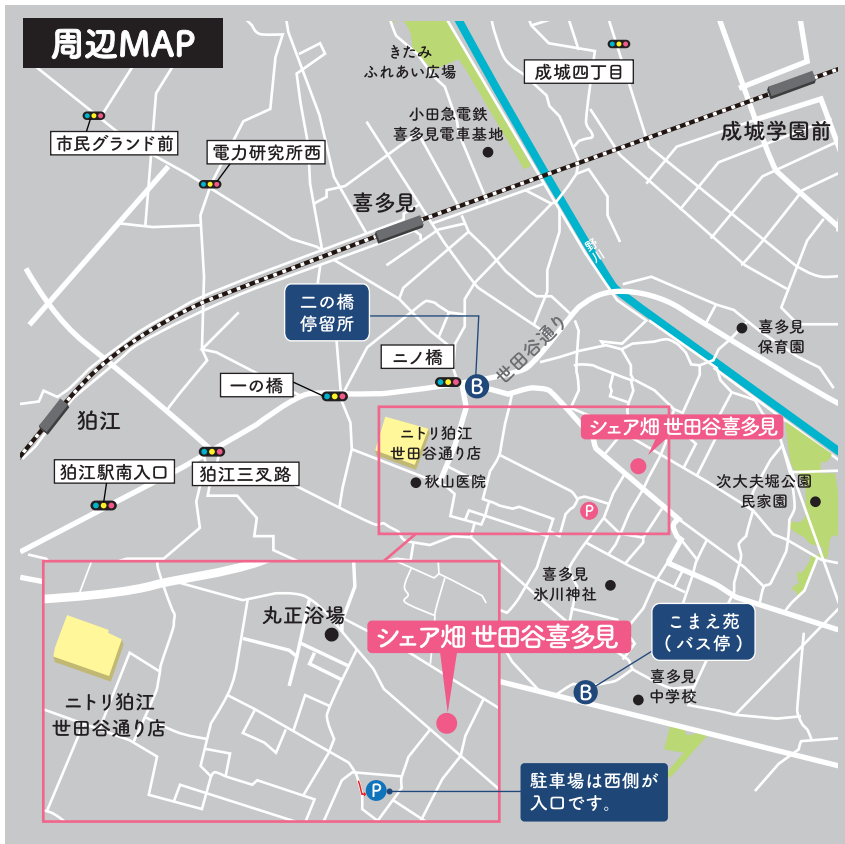 周辺MAP
きたみ
ふれあい広場
成城四丁目
小田急電鉄
喜多見電車基地
成城学園前
市民グランド前
電力研究所西
喜多見
野川
二の橋
停留所
世田谷通り
喜多見
保育園
二ノ橋
B
一の橋
狛江
シェア畑 世田谷喜多見
ニトリ狛江
世田谷通り店
秋山医院
狛江駅南入口
狛江三叉路
次大夫堀公園
民家園
P
喜多見
氷川神社
丸正浴場
シェア畑 世田谷喜多見
こまえ苑
(バス停)
ニトリ狛江
世田谷通り店
B
喜多見
中学校
P
駐車場は西側が
入口です。